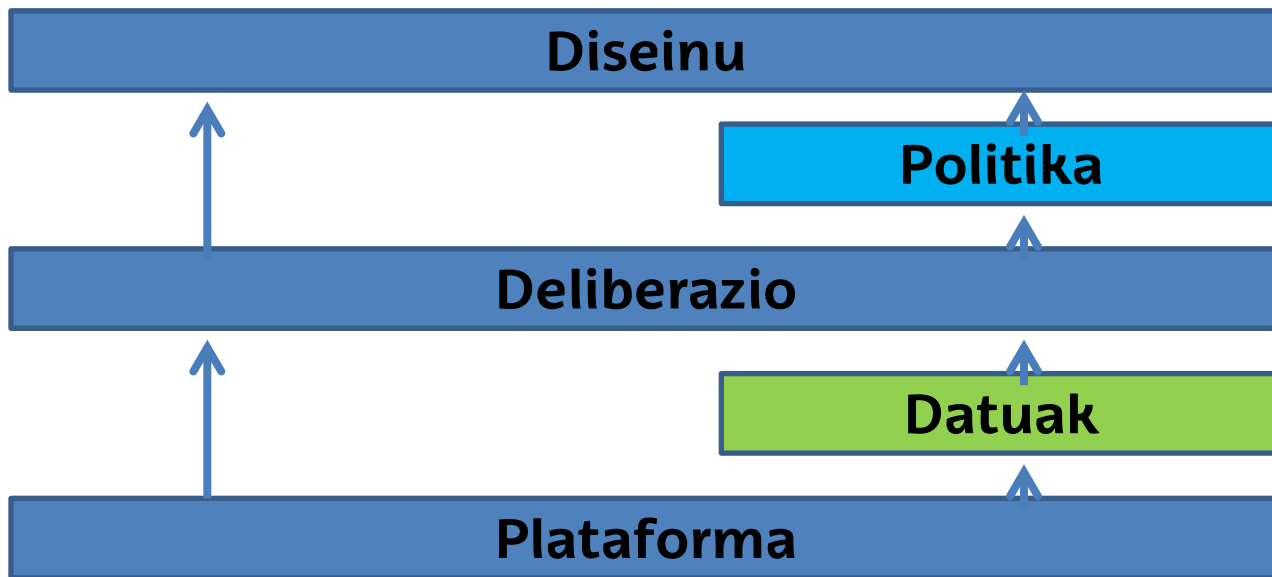 Diseinu
Politika
Deliberazio
Datuak
Plataforma